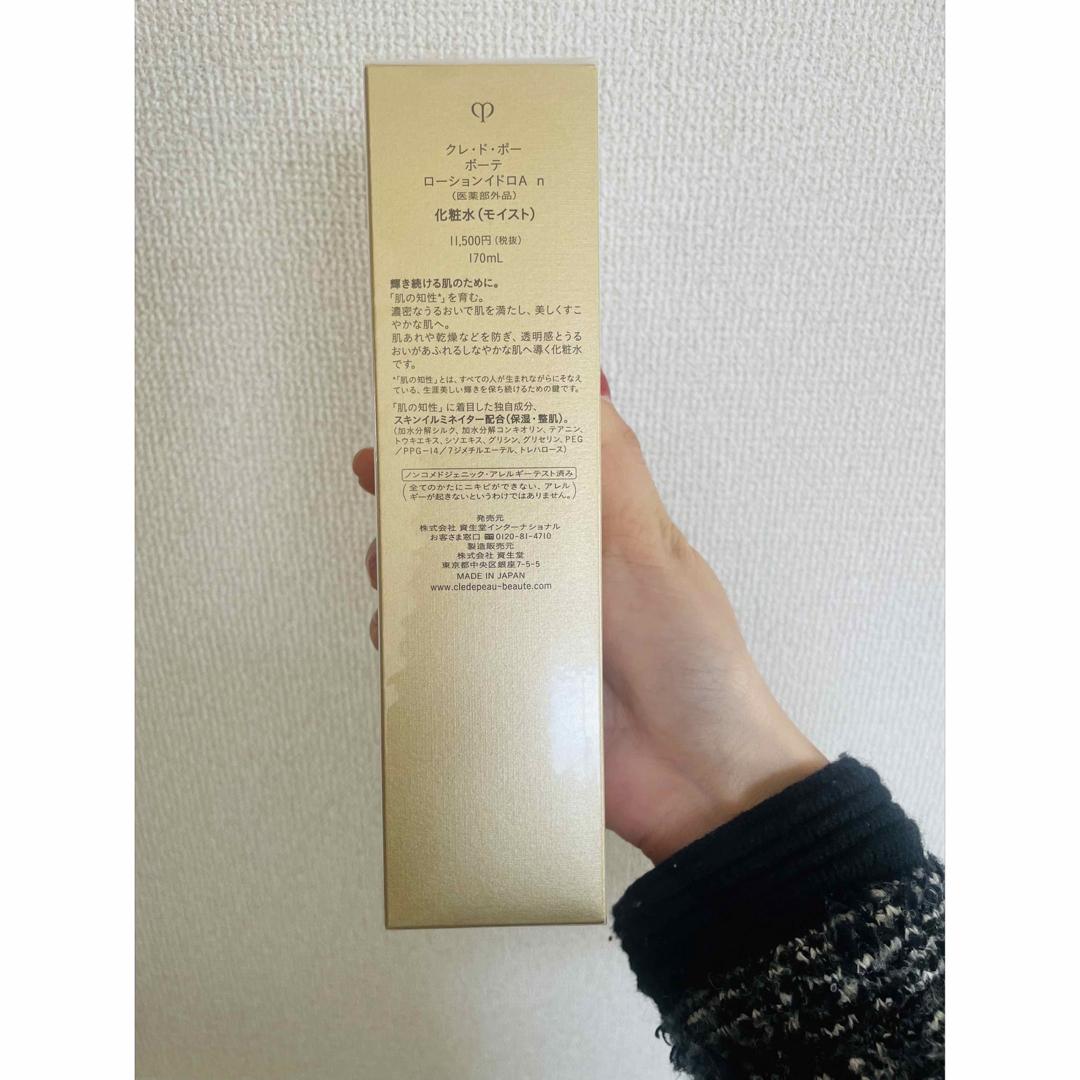 クレ・ド・ポー
ボーテ
ローションイドロA n
(医薬部外品)
化粧水(モイスト)
11,500円(税抜)
170mL
輝き続ける肌のために。
「肌の知性*」を育む。
濃密なうるおいで肌を満たし、美しくすこ
やかな肌へ。
肌あれや乾燥などを防ぎ、透明感とうる
おいがあふれるしなやかな肌へ導く化粧水
です。
*「肌の知性」とは、すべての人が生まれながらにそなえ
ている、生涯美しい輝きを保ち続けるための鍵です。
「肌の知性」に着目した独自成分、
スキンイルミネイター配合(保湿・整肌)。
(加水分解シルク、加水分解コンキオリン、テアニン、
トウキエキス、シソエキス、グリシン、グリセリン、PEG
/PPG-14/7ジメチルエーテル、トレハロース)
ノンコメドジェニック・アレルギーテスト済み
(全てのかたにニキビができない、アレル
ギーが起きないというわけではありません。)
発売元
株式会社 資生堂インターナショナル
お客さま窓口 0120-81-4710
製造販売元
株式会社 資生堂
東京都中央区銀座7-5-5
MADE IN JAPAN
www.cledepeau-beaute.com